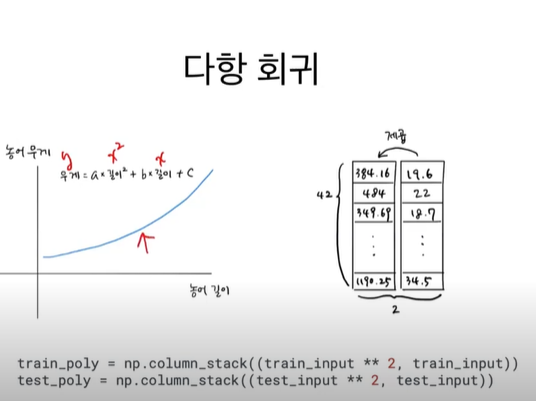 다항 회귀
농어 무게
y x² x
무게 = a × 길이² + b × 길이 + c
농어 길이
제곱
42
384.16 19.6
484 22
349.69 18.7
⋮ ⋮
1190.25 34.5
2
train_poly = np.column_stack((train_input ** 2, train_input))
test_poly = np.column_stack((test_input ** 2, test_input))